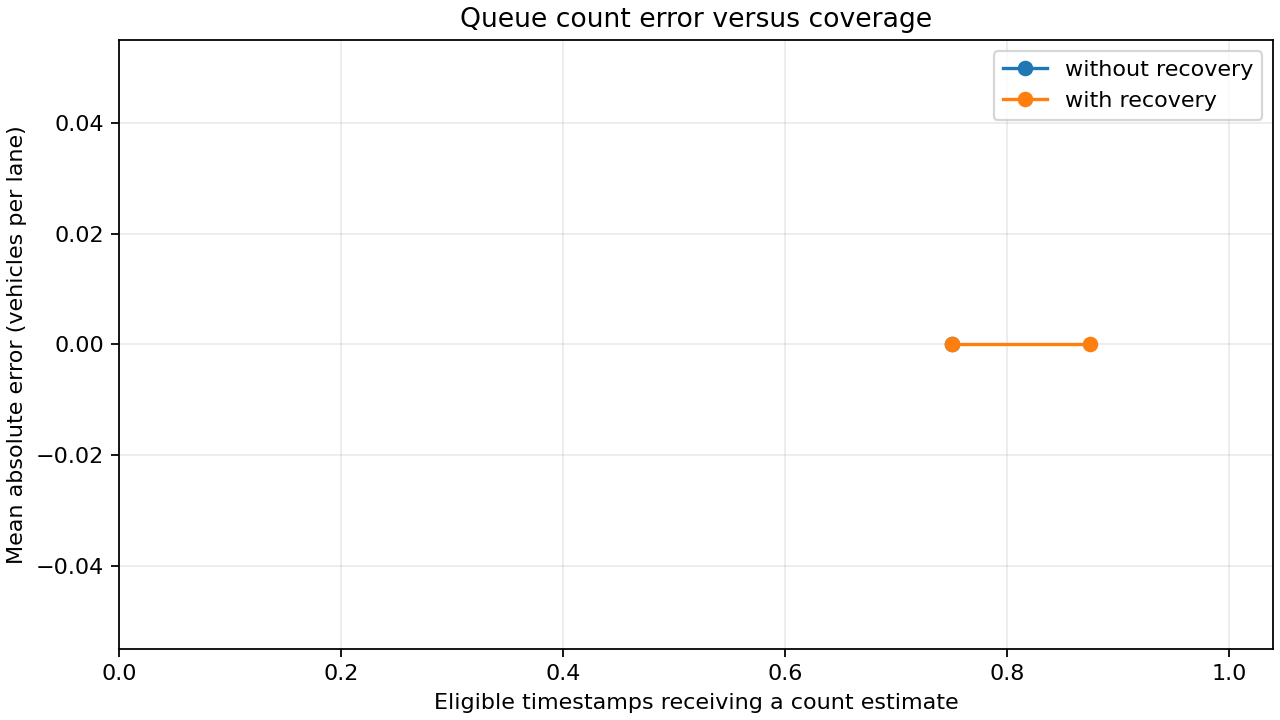 Queue count error versus coverage
without recovery
with recovery
Mean absolute error (vehicles per lane)
0.04
0.02
0.00
−0.02
−0.04
0.0 0.2 0.4 0.6 0.8 1.0
Eligible timestamps receiving a count estimate